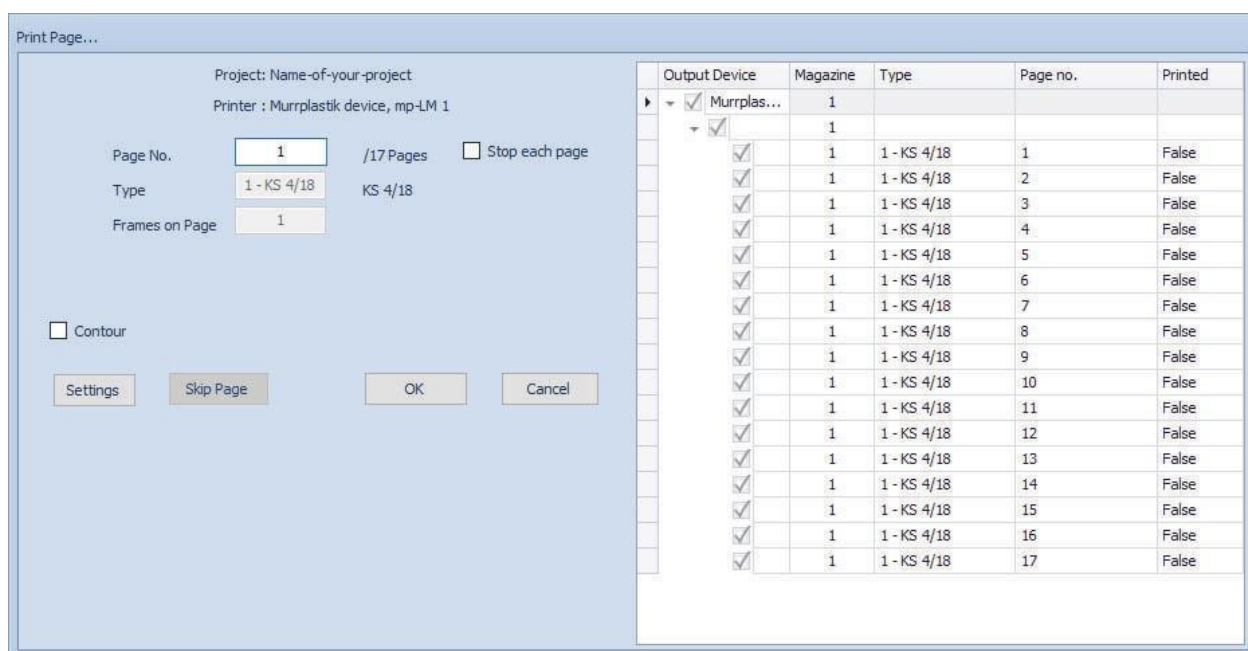 Print Page...
Project: Name-of-your-project
Printer : Murrplastik device, mp-LM 1
Page No. 1 /17 Pages Stop each page
Type 1 - KS 4/18 KS 4/18
Frames on Page 1
Contour
Settings Skip Page OK Cancel
Output Device Magazine Type Page no. Printed
Murrplas... 1
1
1 1 - KS 4/18 1 False
1 1 - KS 4/18 2 False
1 1 - KS 4/18 3 False
1 1 - KS 4/18 4 False
1 1 - KS 4/18 5 False
1 1 - KS 4/18 6 False
1 1 - KS 4/18 7 False
1 1 - KS 4/18 8 False
1 1 - KS 4/18 9 False
1 1 - KS 4/18 10 False
1 1 - KS 4/18 11 False
1 1 - KS 4/18 12 False
1 1 - KS 4/18 13 False
1 1 - KS 4/18 14 False
1 1 - KS 4/18 15 False
1 1 - KS 4/18 16 False
1 1 - KS 4/18 17 False